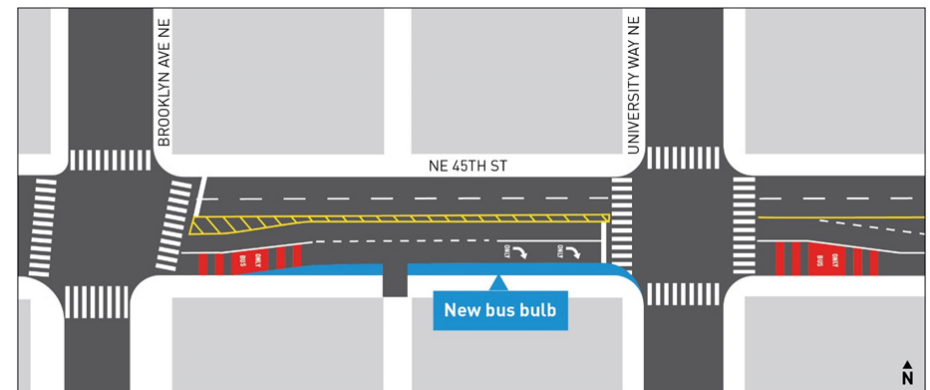 BROOKLYN AVE NE
UNIVERSITY WAY NE
NE 45TH ST
BUS
ONLY
ONLY
ONLY
BUS
ONLY
New bus bulb
N